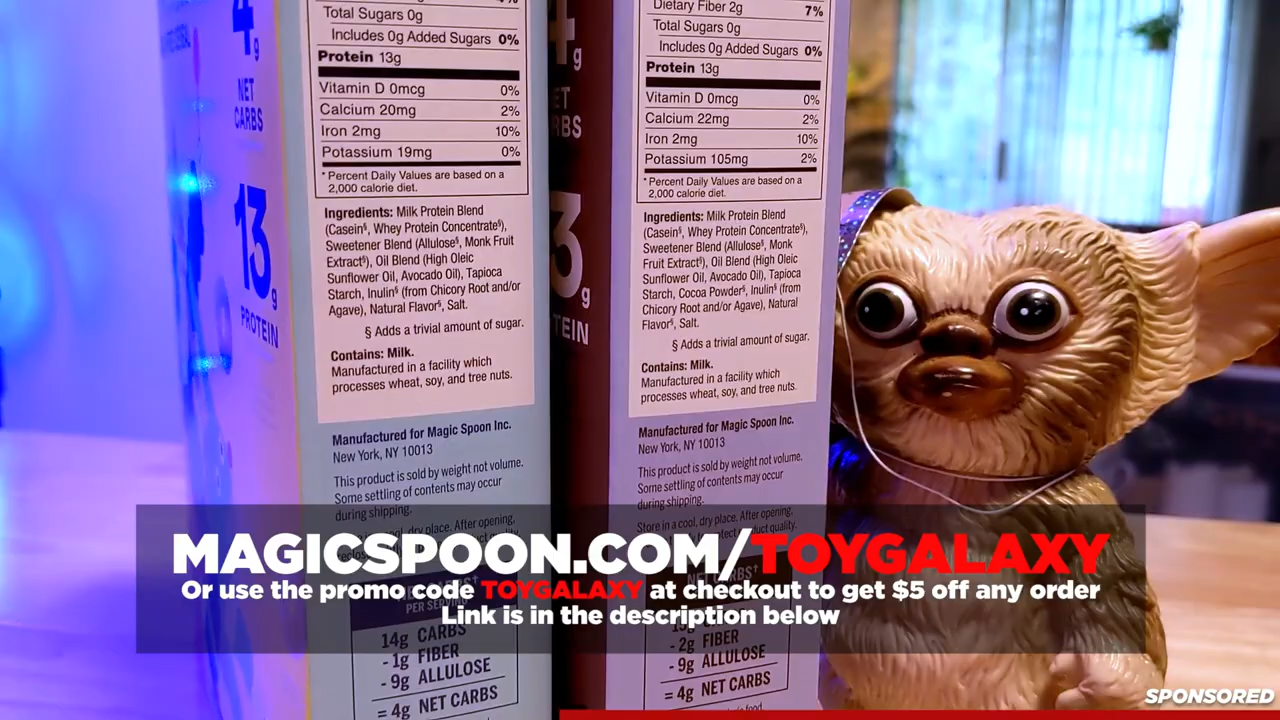 4g
NET
CARBS
13g
PROTEIN
Total Sugars 0g
Includes 0g Added Sugars 0%
Protein 13g
Vitamin D 0mcg 0%
Calcium 20mg 2%
Iron 2mg 10%
Potassium 19mg 0%
* Percent Daily Values are based on a
2,000 calorie diet.
Ingredients: Milk Protein Blend
(Casein§, Whey Protein Concentrate§),
Sweetener Blend (Allulose§, Monk Fruit
Extract§), Oil Blend (High Oleic
Sunflower Oil, Avocado Oil), Tapioca
Starch, Inulin§ (from Chicory Root and/or
Agave), Natural Flavor§, Salt.
§ Adds a trivial amount of sugar.
Contains: Milk.
Manufactured in a facility which
processes wheat, soy, and tree nuts.
Manufactured for Magic Spoon Inc.
New York, NY 10013
This product is sold by weight not volume.
Some settling of contents may occur
during shipping.
dry place. After opening,
PER SERVING
14g CARBS
- 1g FIBER
- 9g ALLULOSE
= 4g NET CARBS
Dietary Fiber 2g 7%
Total Sugars 0g
Includes 0g Added Sugars 0%
Protein 13g
Vitamin D 0mcg 0%
Calcium 22mg 2%
Iron 2mg 10%
Potassium 105mg 2%
* Percent Daily Values are based on a
2,000 calorie diet.
Ingredients: Milk Protein Blend
(Casein§, Whey Protein Concentrate§),
Sweetener Blend (Allulose§, Monk
Fruit Extract§), Oil Blend (High Oleic
Sunflower Oil, Avocado Oil), Tapioca
Starch, Cocoa Powder§, Inulin§ (from
Chicory Root and/or Agave), Natural
Flavor§, Salt.
§ Adds a trivial amount of sugar.
Contains: Milk.
Manufactured in a facility which
processes wheat, soy, and tree nuts.
Manufactured for Magic Spoon Inc.
New York, NY 10013
This product is sold by weight not volume.
Some settling of contents may occur
during shipping.
Store in a cool, dry place. After opening,
- 2g FIBER
- 9g ALLULOSE
= 4g NET CARBS
MAGICSPOON.COM/TOYGALAXY
Or use the promo code TOYGALAXY at checkout to get $5 off any order
Link is in the description below
SPONSORED